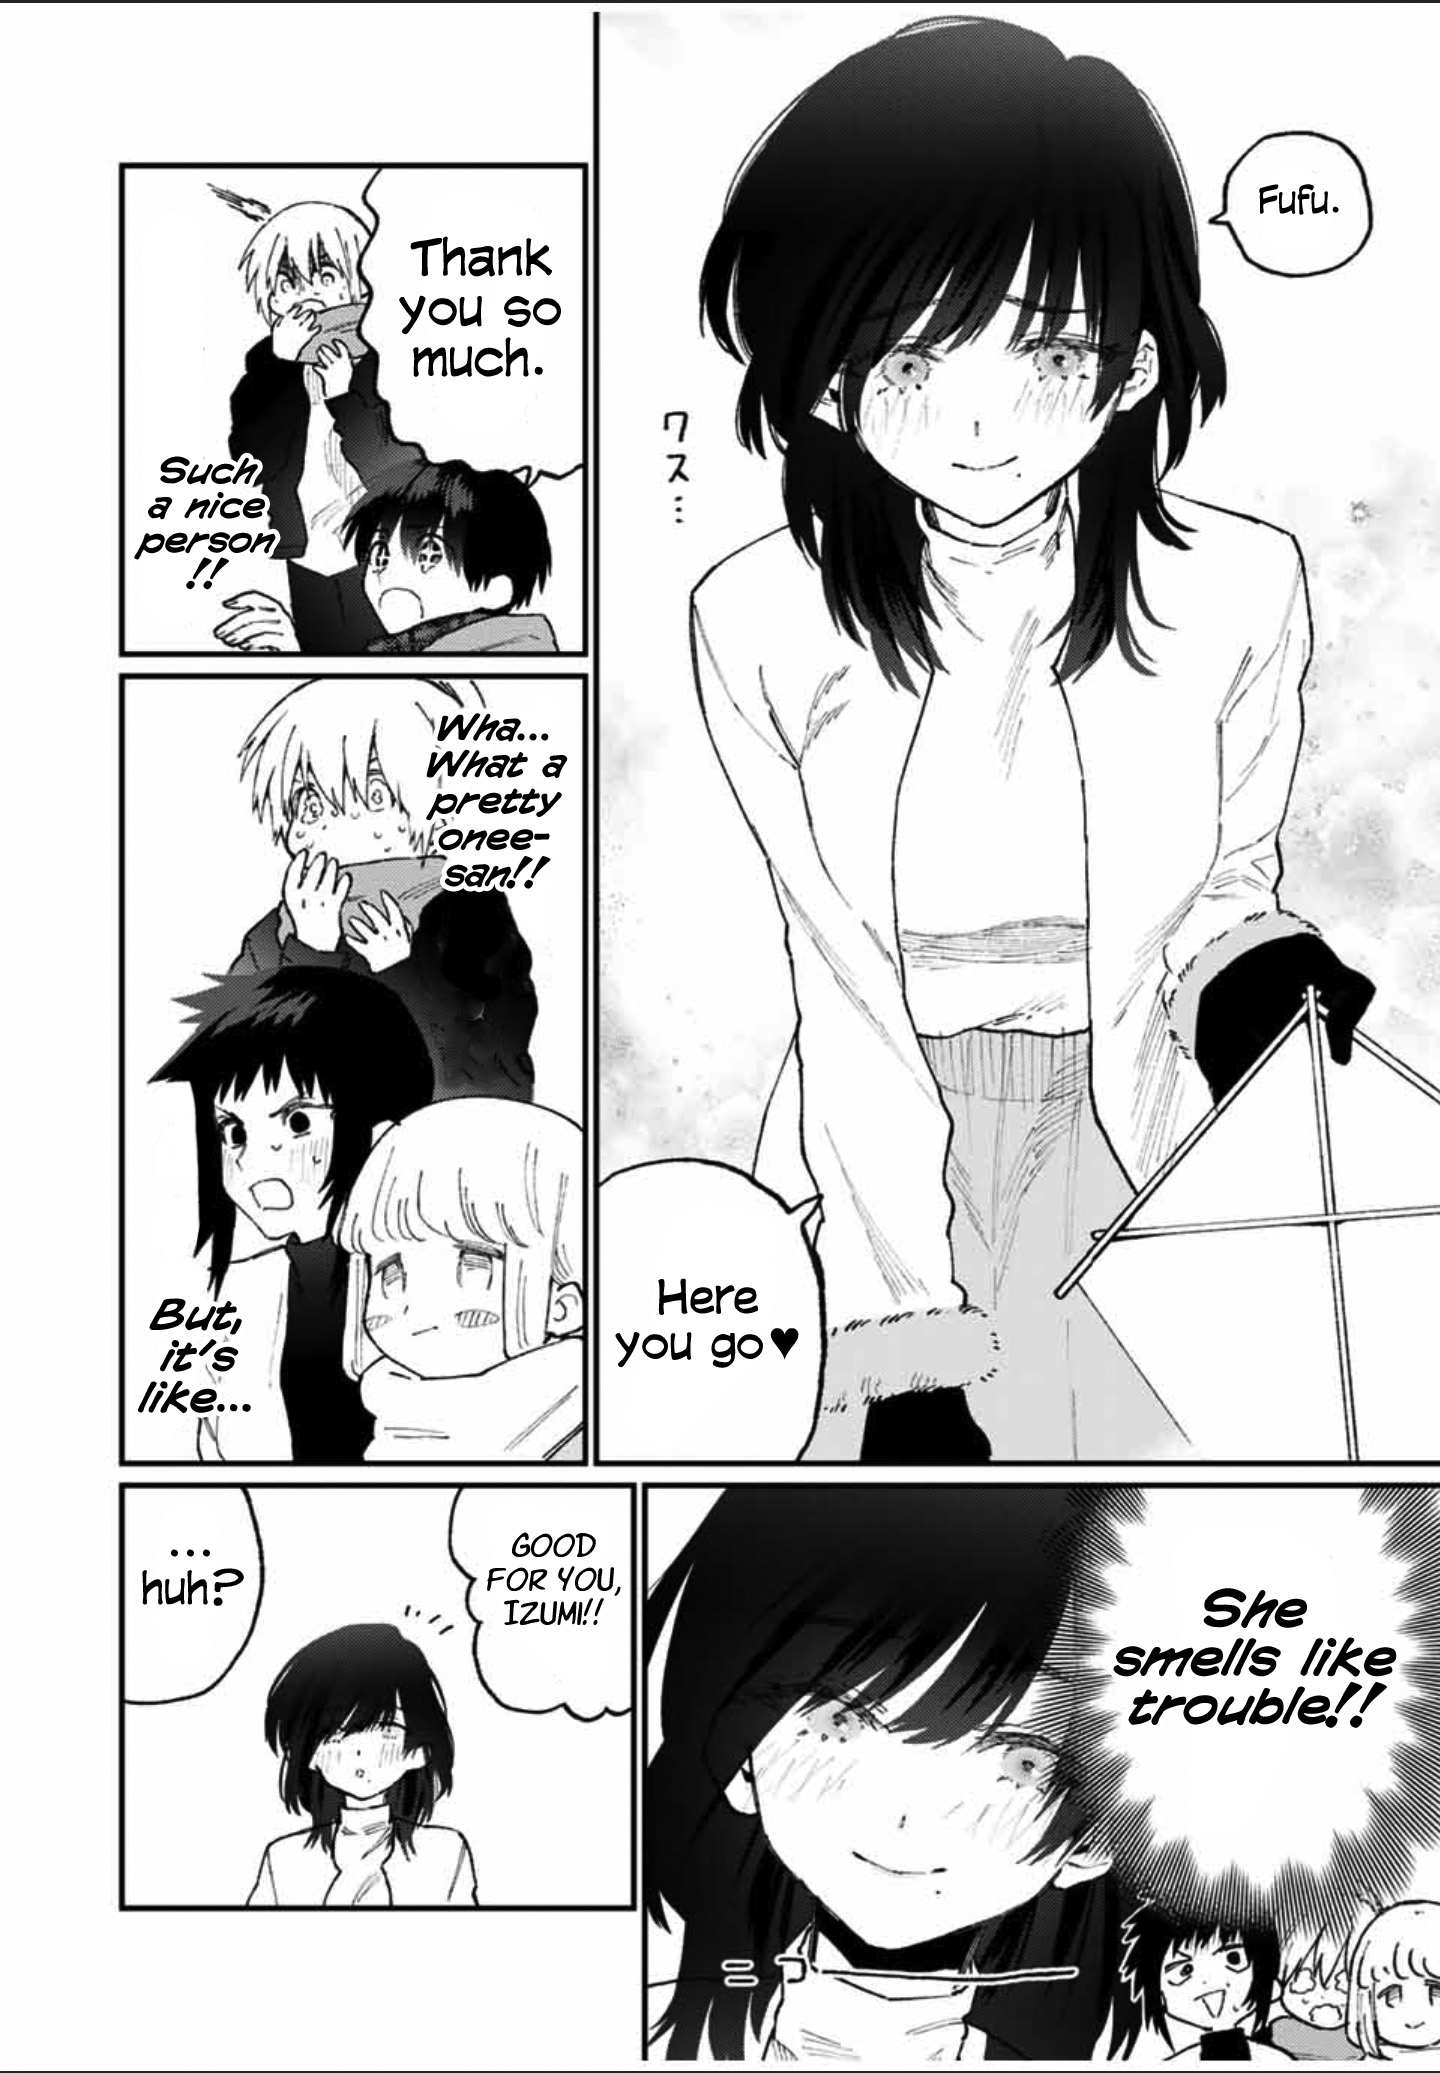 Fufu.
ワス…
Here
you go♥
Thank
you so
much.
Such
a nice
person
!!
Wha...
What a
pretty
onee-
san!!
But,
it's
like...
She
smells like
trouble!!
ニコー
GOOD
FOR YOU,
IZUMI!!
...
huh?